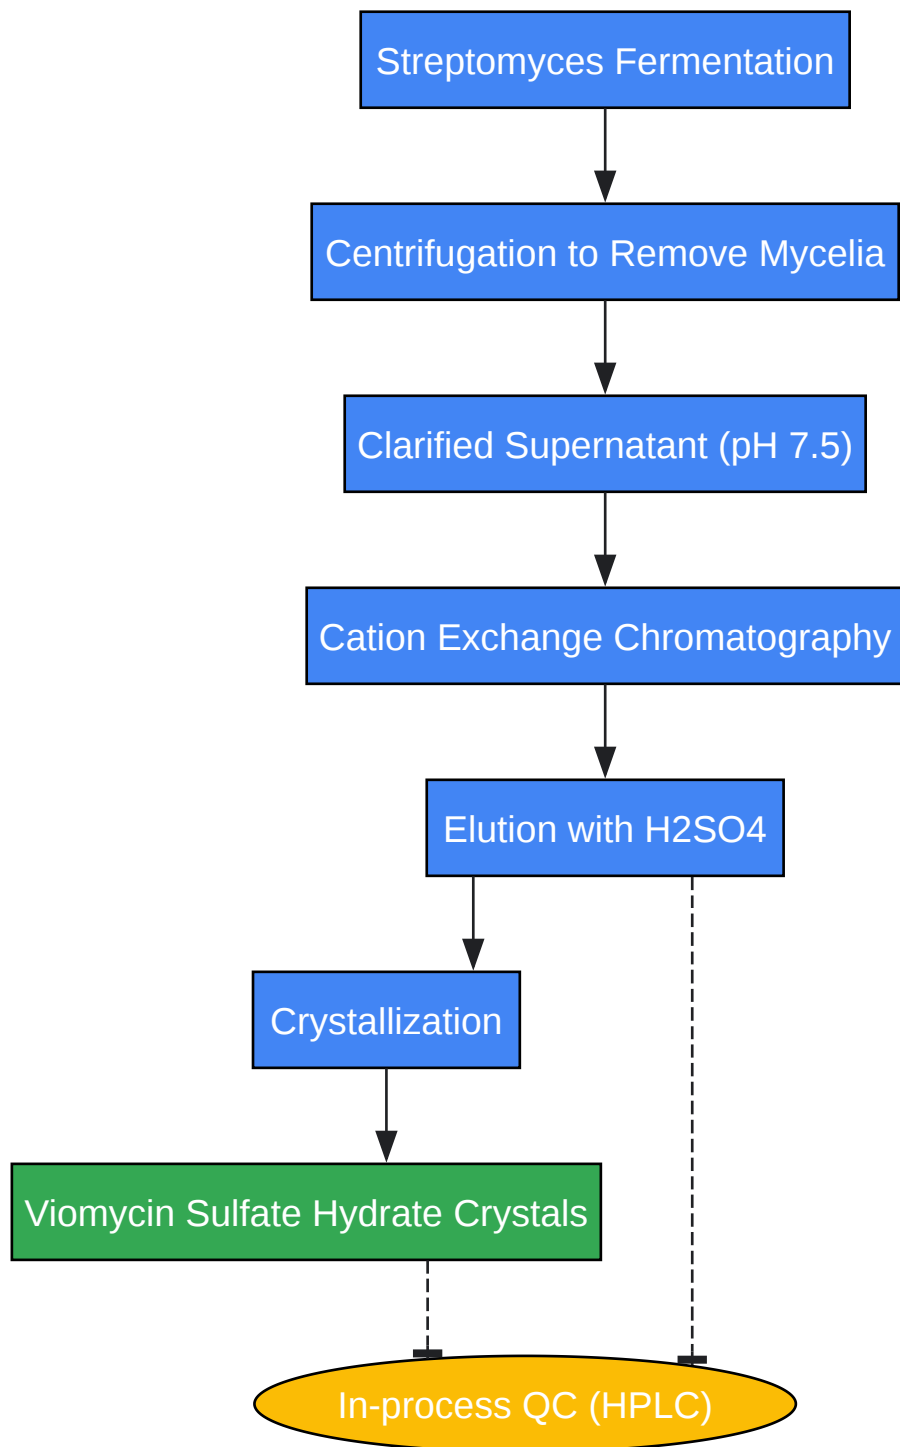 Streptomyces Fermentation
Centrifugation to Remove Mycelia
Clarified Supernatant (pH 7.5)
Cation Exchange Chromatography
Elution with H2SO4
Crystallization
Viomycin Sulfate Hydrate Crystals
In-process QC (HPLC)